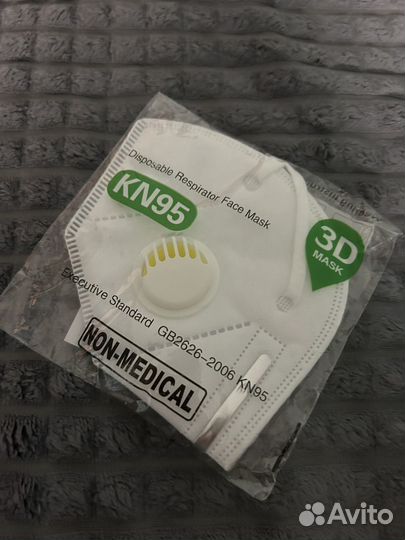 Disposable Respirator Face Mask
KN95
3D
MASK
Executive Standard GB2626-2006 KN95
NON-MEDICAL
Avito